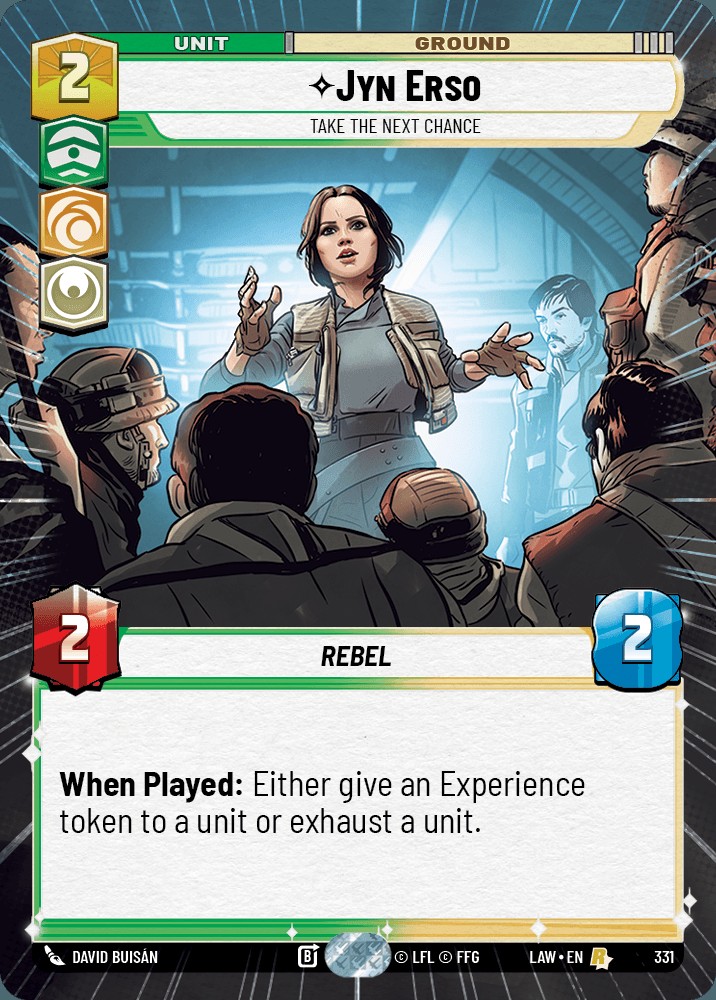 UNIT
GROUND
2
JYN ERSO
TAKE THE NEXT CHANCE
2
REBEL
2
When Played: Either give an Experience
token to a unit or exhaust a unit.
DAVID BUISÁN
B
© LFL © FFG
LAW • EN
R
331